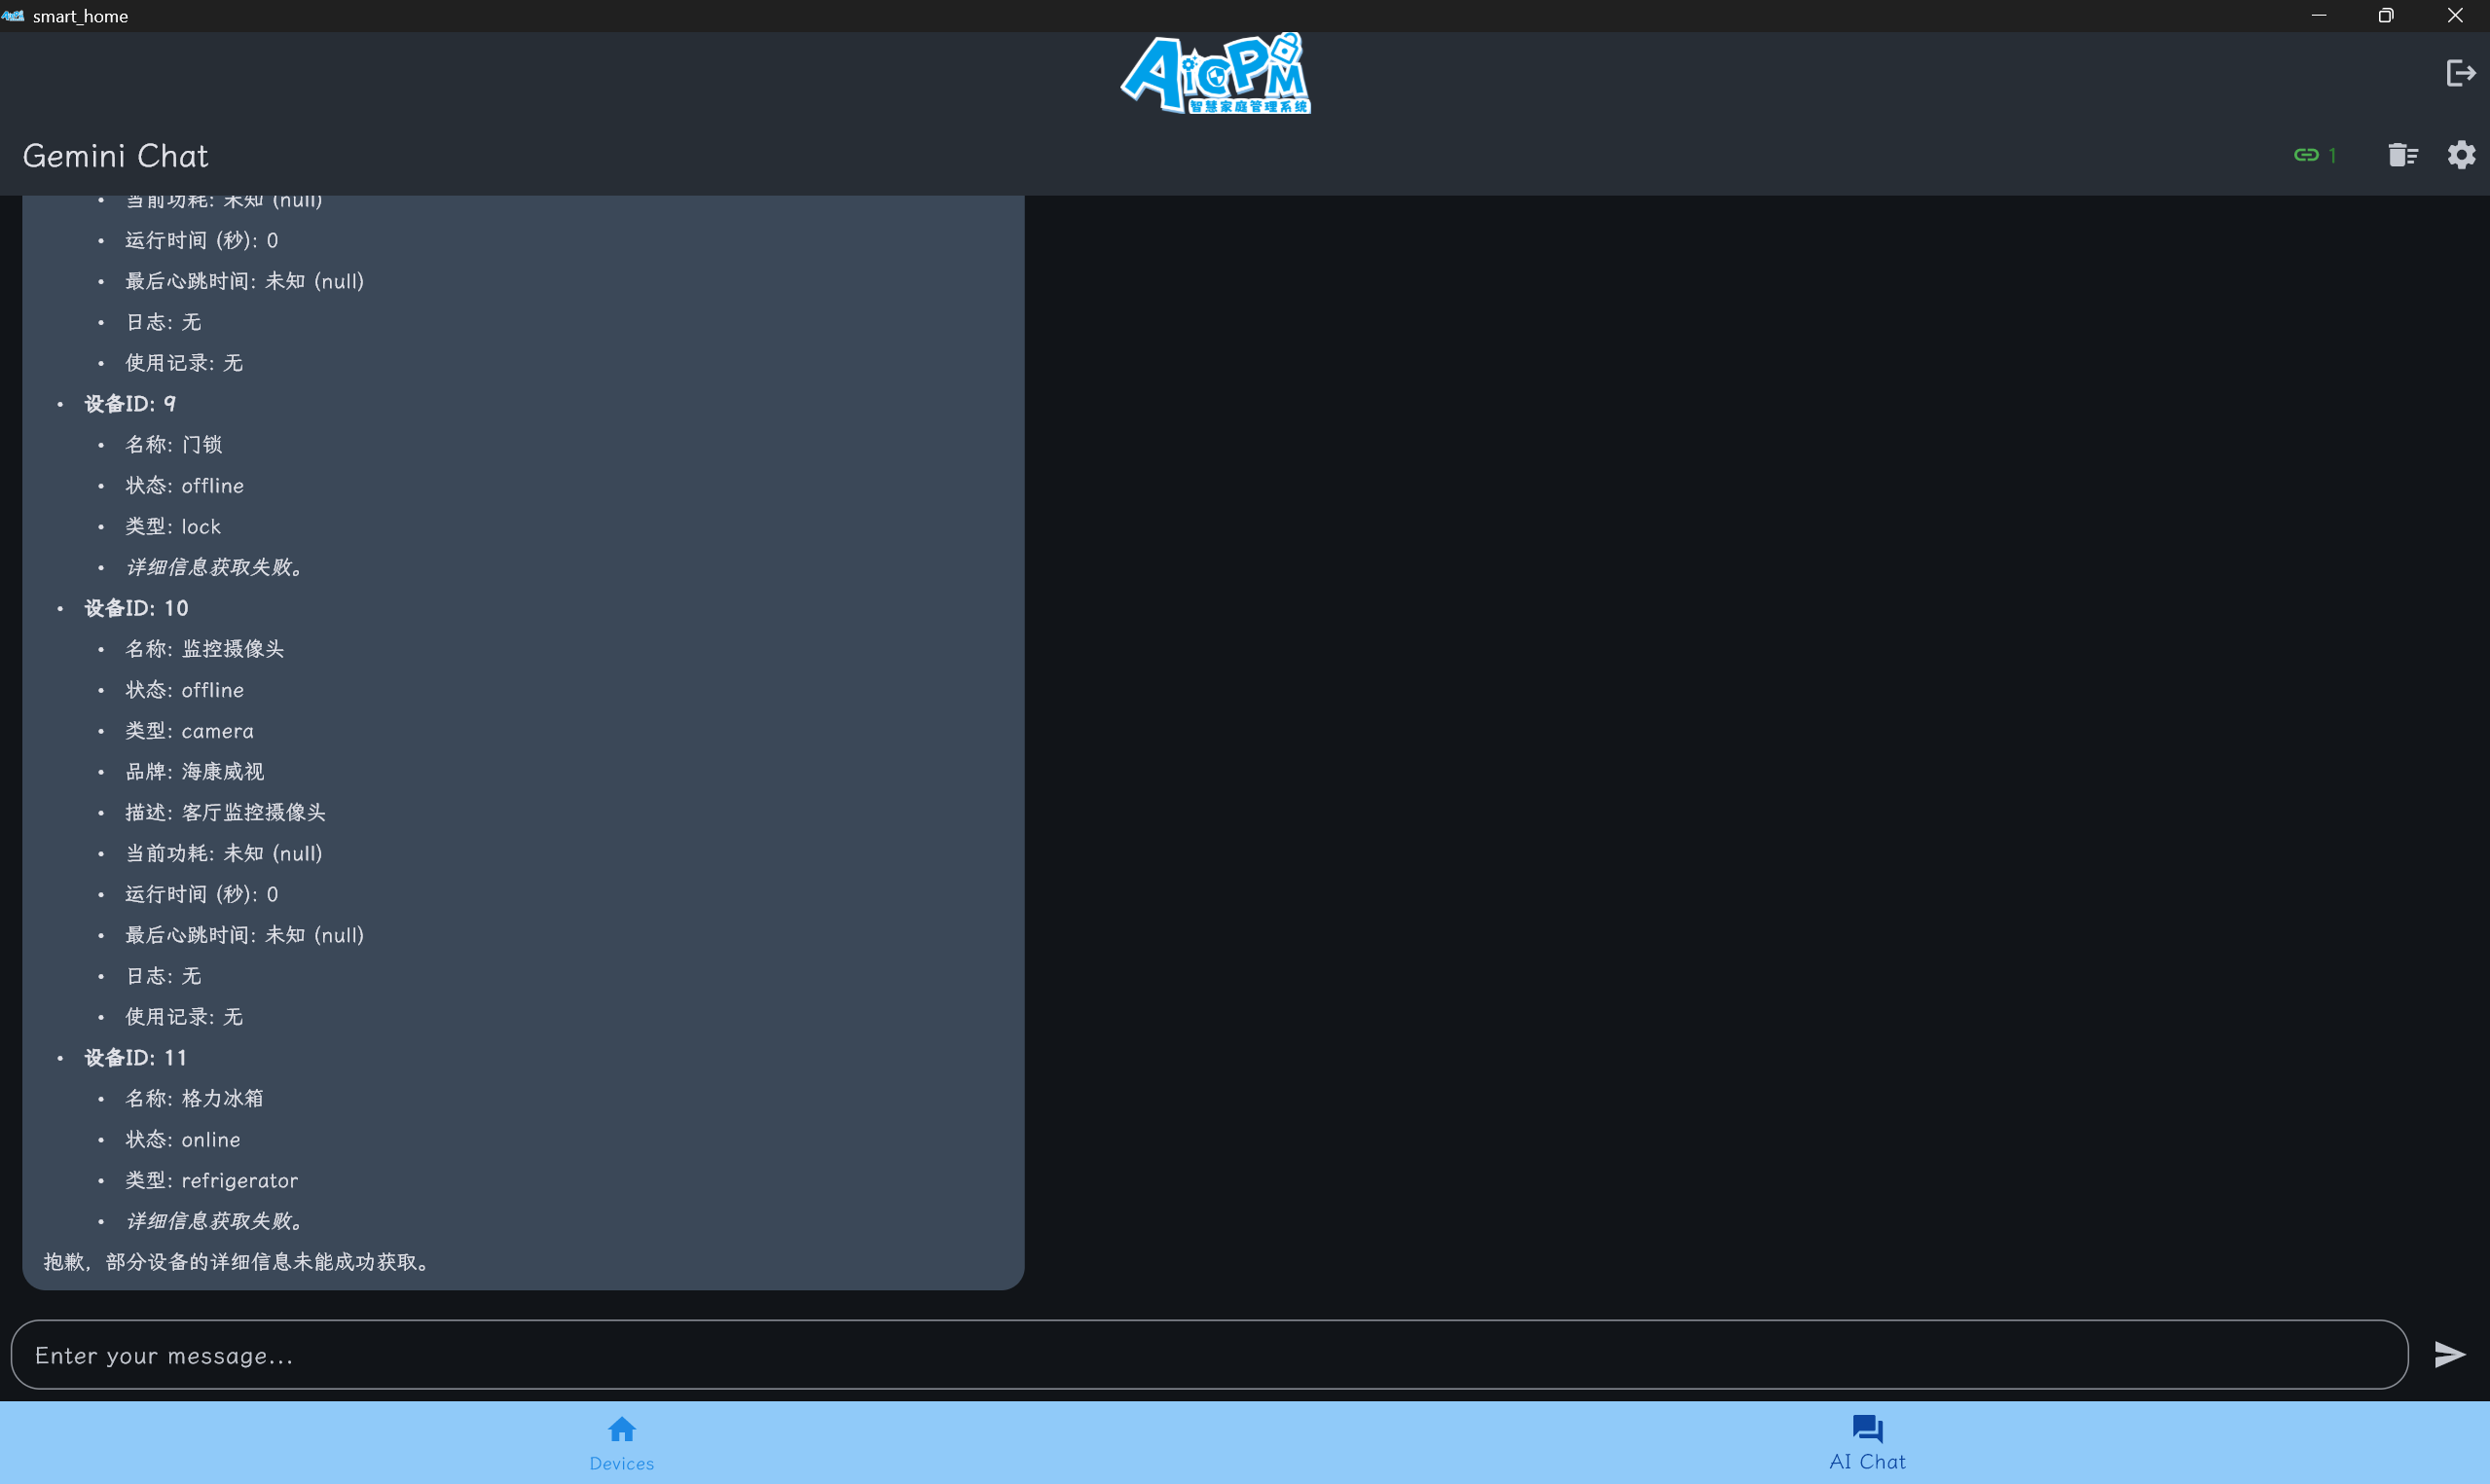 smart_home
AiCPM
智慧家庭管理系统
Gemini Chat
1
• 当前功耗: 未知 (null)
• 运行时间 (秒): 0
• 最后心跳时间: 未知 (null)
• 日志: 无
• 使用记录: 无
• 设备ID: 9
• 名称: 门锁
• 状态: offline
• 类型: lock
• 详细信息获取失败。
• 设备ID: 10
• 名称: 监控摄像头
• 状态: offline
• 类型: camera
• 品牌: 海康威视
• 描述: 客厅监控摄像头
• 当前功耗: 未知 (null)
• 运行时间 (秒): 0
• 最后心跳时间: 未知 (null)
• 日志: 无
• 使用记录: 无
• 设备ID: 11
• 名称: 格力冰箱
• 状态: online
• 类型: refrigerator
• 详细信息获取失败。
抱歉，部分设备的详细信息未能成功获取。
Enter your message...
Devices
AI Chat